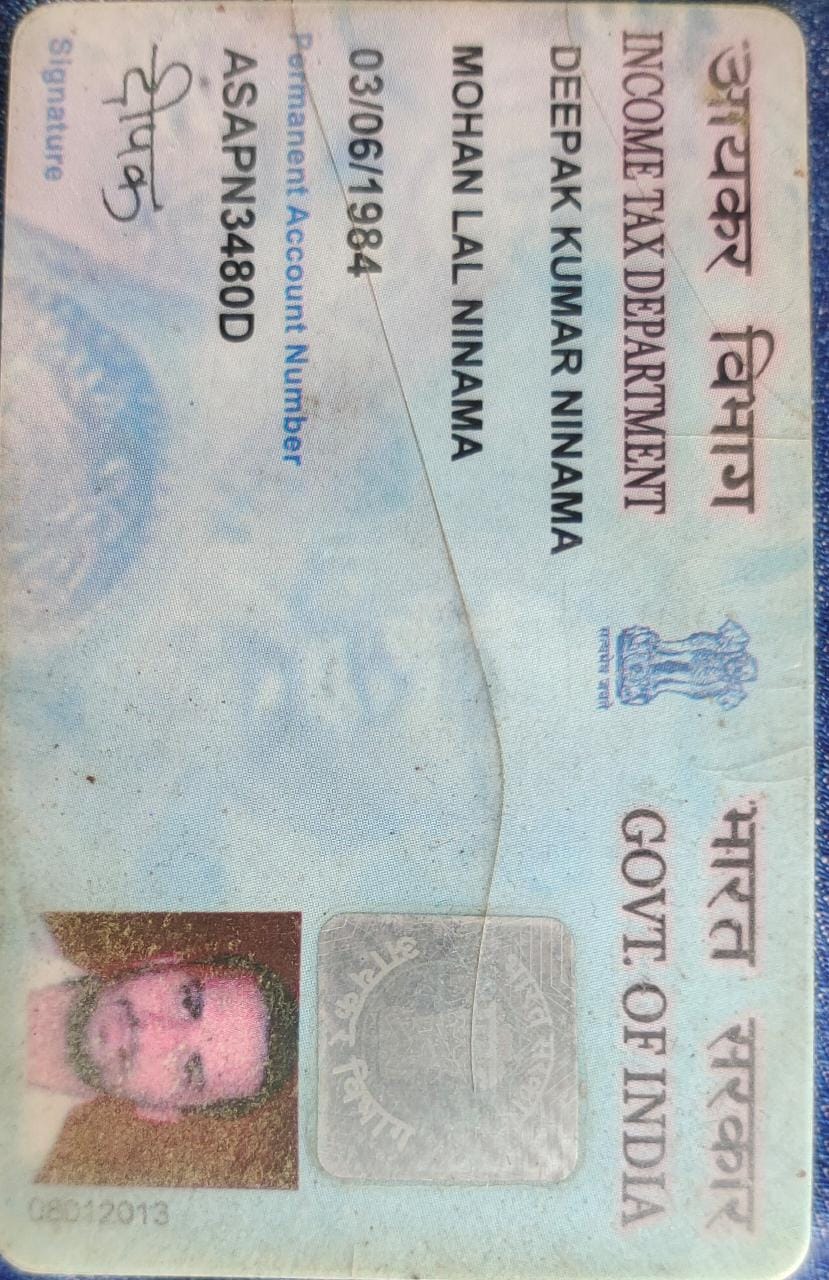 आयकर विभाग
INCOME TAX DEPARTMENT
सत्यमेव जयते
भारत सरकार
GOVT. OF INDIA
DEEPAK KUMAR NINAMA
MOHAN LAL NINAMA
03/06/1984
Permanent Account Number
ASAPN3480D
दीपक
Signature
भारत सरकार
आयकर विभाग
08012013